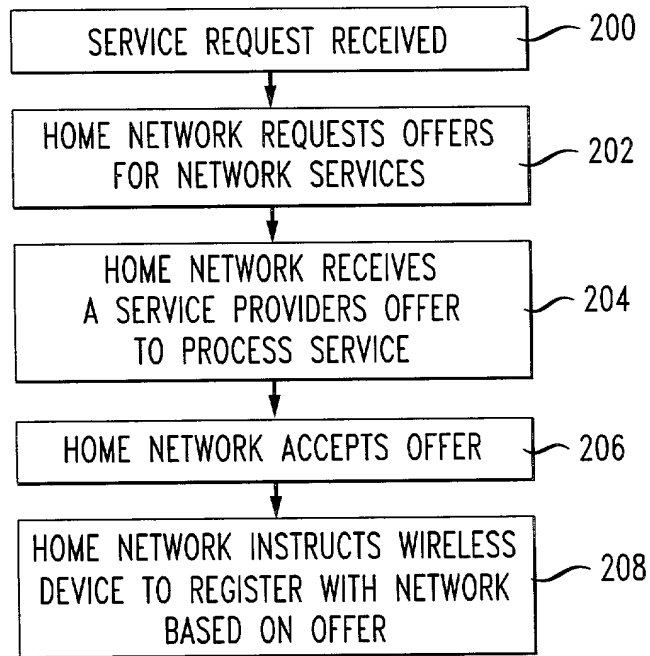 SERVICE REQUEST RECEIVED
200
HOME NETWORK REQUESTS OFFERS
FOR NETWORK SERVICES
202
HOME NETWORK RECEIVES
A SERVICE PROVIDERS OFFER
TO PROCESS SERVICE
204
HOME NETWORK ACCEPTS OFFER
206
HOME NETWORK INSTRUCTS WIRELESS
DEVICE TO REGISTER WITH NETWORK
BASED ON OFFER
208